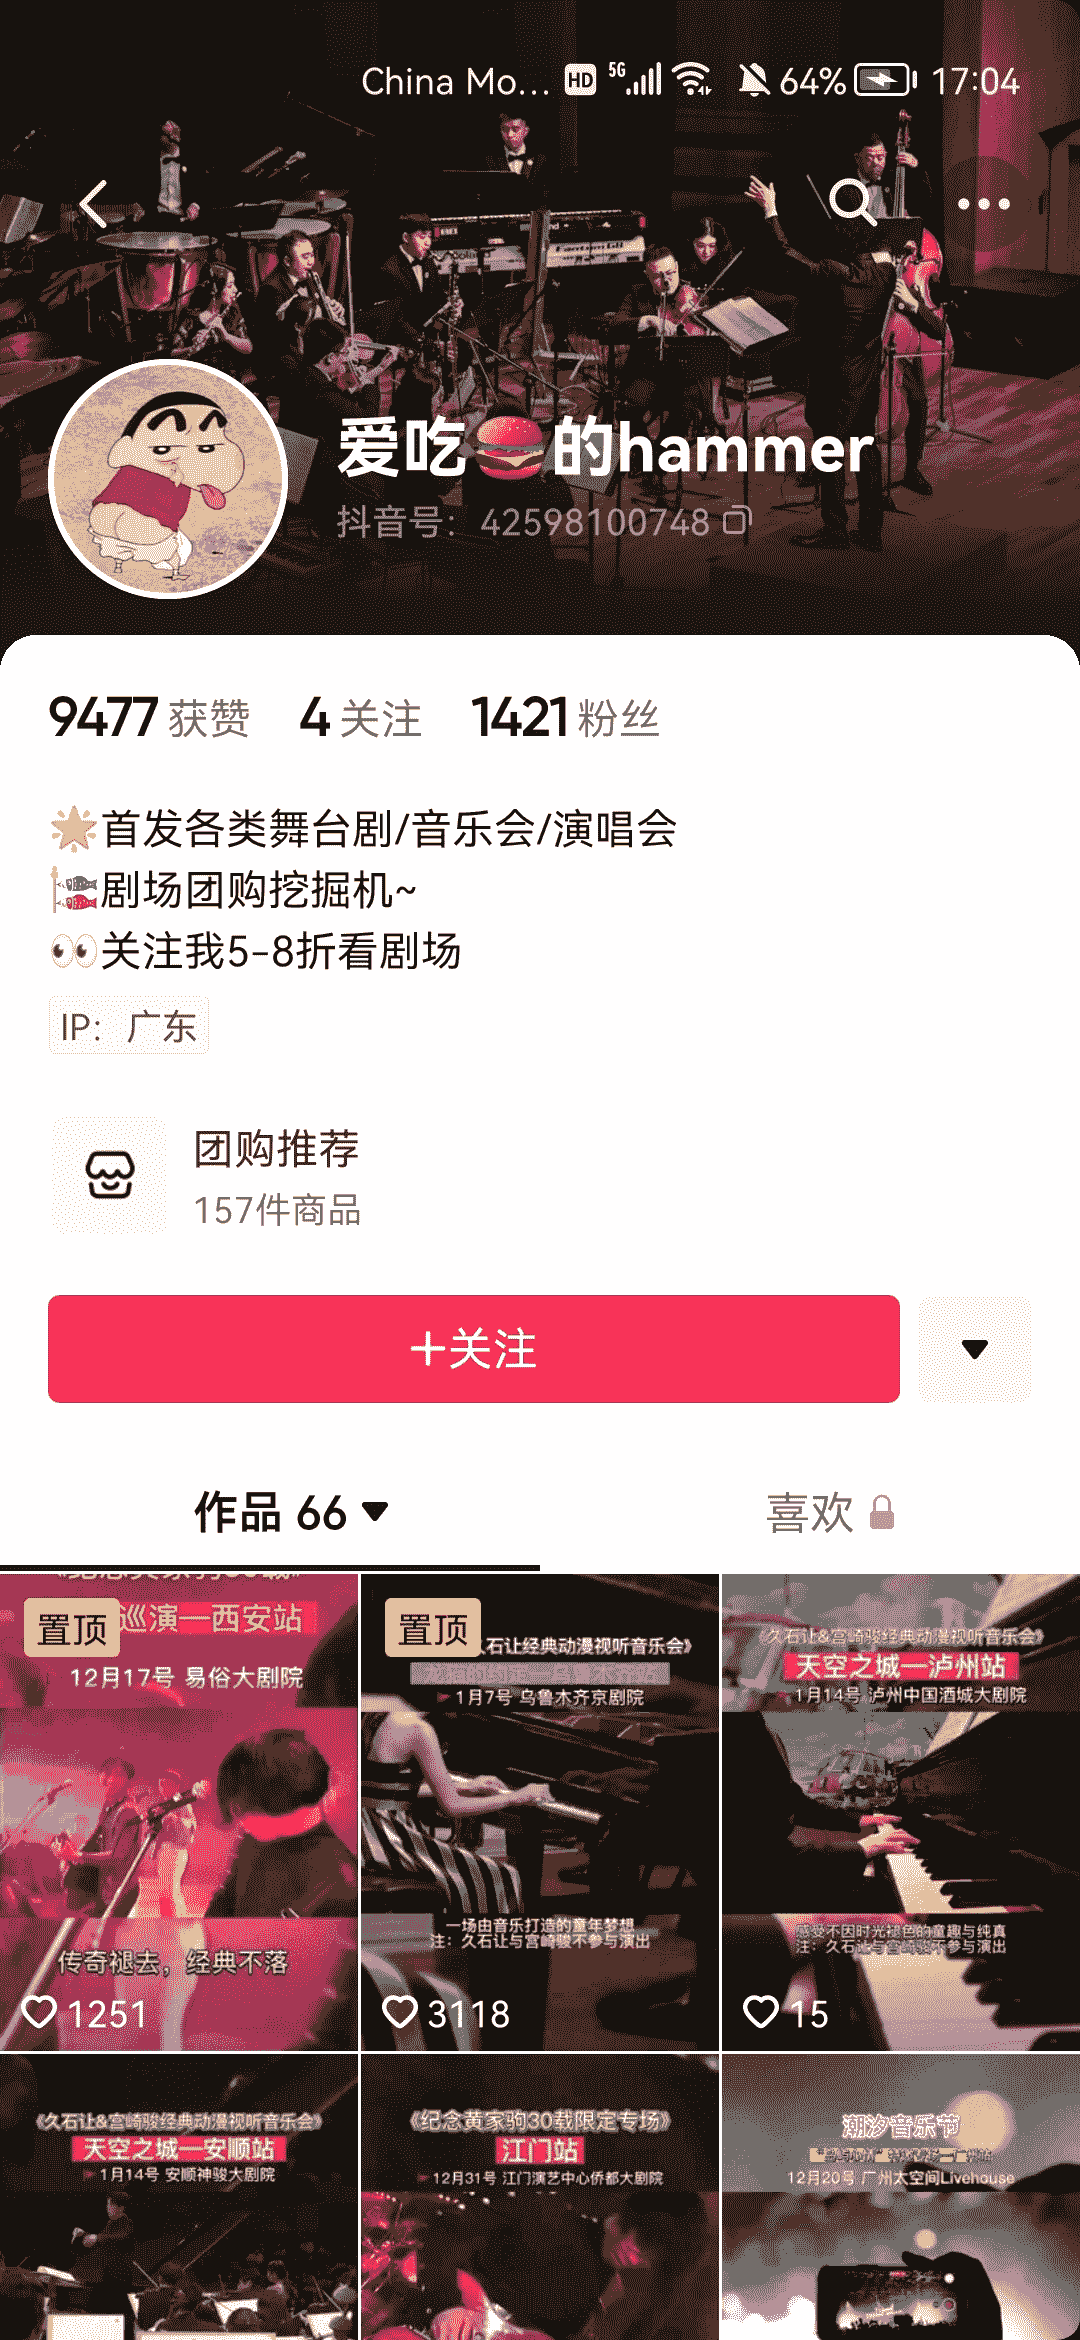 China Mo... HD 5G 64% 17:04
爱吃🍔的hammer
抖音号：42598100748
9477 获赞 4 关注 1421 粉丝
🌟首发各类舞台剧/音乐会/演唱会
🎏剧场团购挖掘机~
👀关注我5-8折看剧场
IP：广东
团购推荐
157件商品
+关注
作品 66
喜欢
置顶
巡演—西安站
12月17号 易俗大剧院
传奇褪去，经典不落
1251
置顶
久石让经典动漫视听音乐会》
1月7号 乌鲁木齐京剧院
一场由音乐打造的童年梦想
注：久石让与宫崎骏不参与演出
3118
《久石让&宫崎骏经典动漫视听音乐会》
天空之城—泸州站
1月14号 泸州中国酒城大剧院
感受不因时光褪色的童趣与纯真
注：久石让与宫崎骏不参与演出
15
《久石让&宫崎骏经典动漫视听音乐会》
天空之城—安顺站
1月14号 安顺神骏大剧院
《纪念黄家驹30载限定专场》
江门站
12月31号 江门演艺中心侨都大剧院
潮汐音乐节
12月20号 广州太空间Livehouse